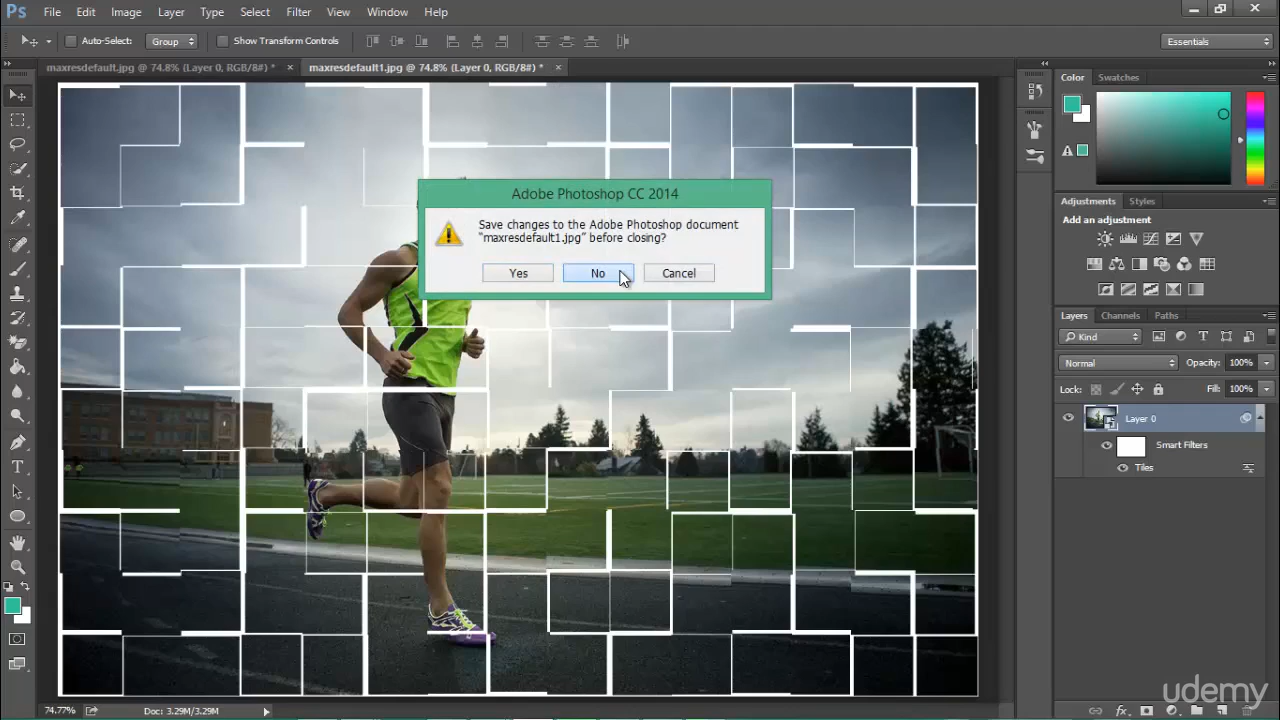 Ps File Edit Image Layer Type Select Filter View Window Help
Auto-Select: Group Show Transform Controls Essentials
maxresdefault.jpg @ 74.8% (Layer 0, RGB/8#) * maxresdefault1.jpg @ 74.8% (Layer 0, RGB/8#) *
Color Swatches
Adobe Photoshop CC 2014
Save changes to the Adobe Photoshop document
“maxresdefault1.jpg” before closing?
Yes No Cancel
Adjustments Styles
Add an adjustment
Layers Channels Paths
Kind
Normal Opacity: 100%
Lock: Fill: 100%
Layer 0
Smart Filters
Tiles
74.77% Doc: 3.29M/3.29M
udemy